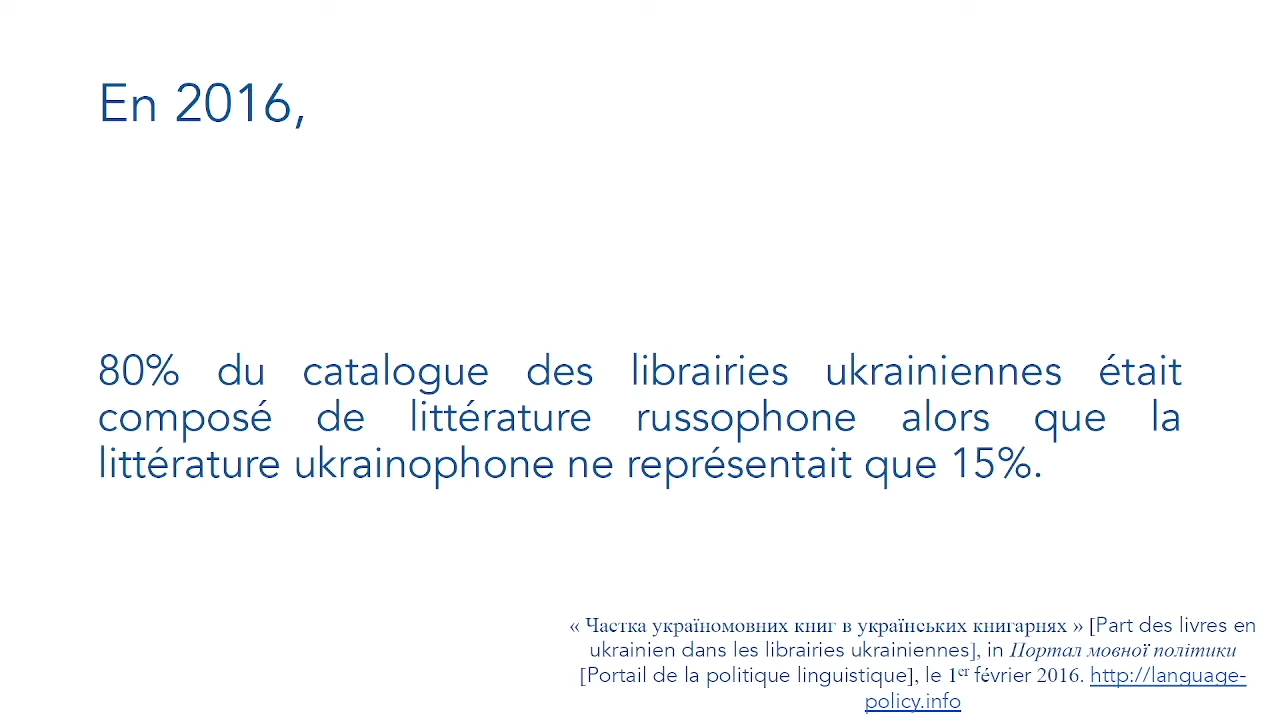 En 2016,
80% du catalogue des librairies ukrainiennes était
composé de littérature russophone alors que la
littérature ukrainophone ne représentait que 15%.
« Частка україномовних книг в українських книгарнях » [Part des livres en
ukrainien dans les librairies ukrainiennes], in Портал мовної політики
[Portail de la politique linguistique], le 1er février 2016. http://language-
policy.info